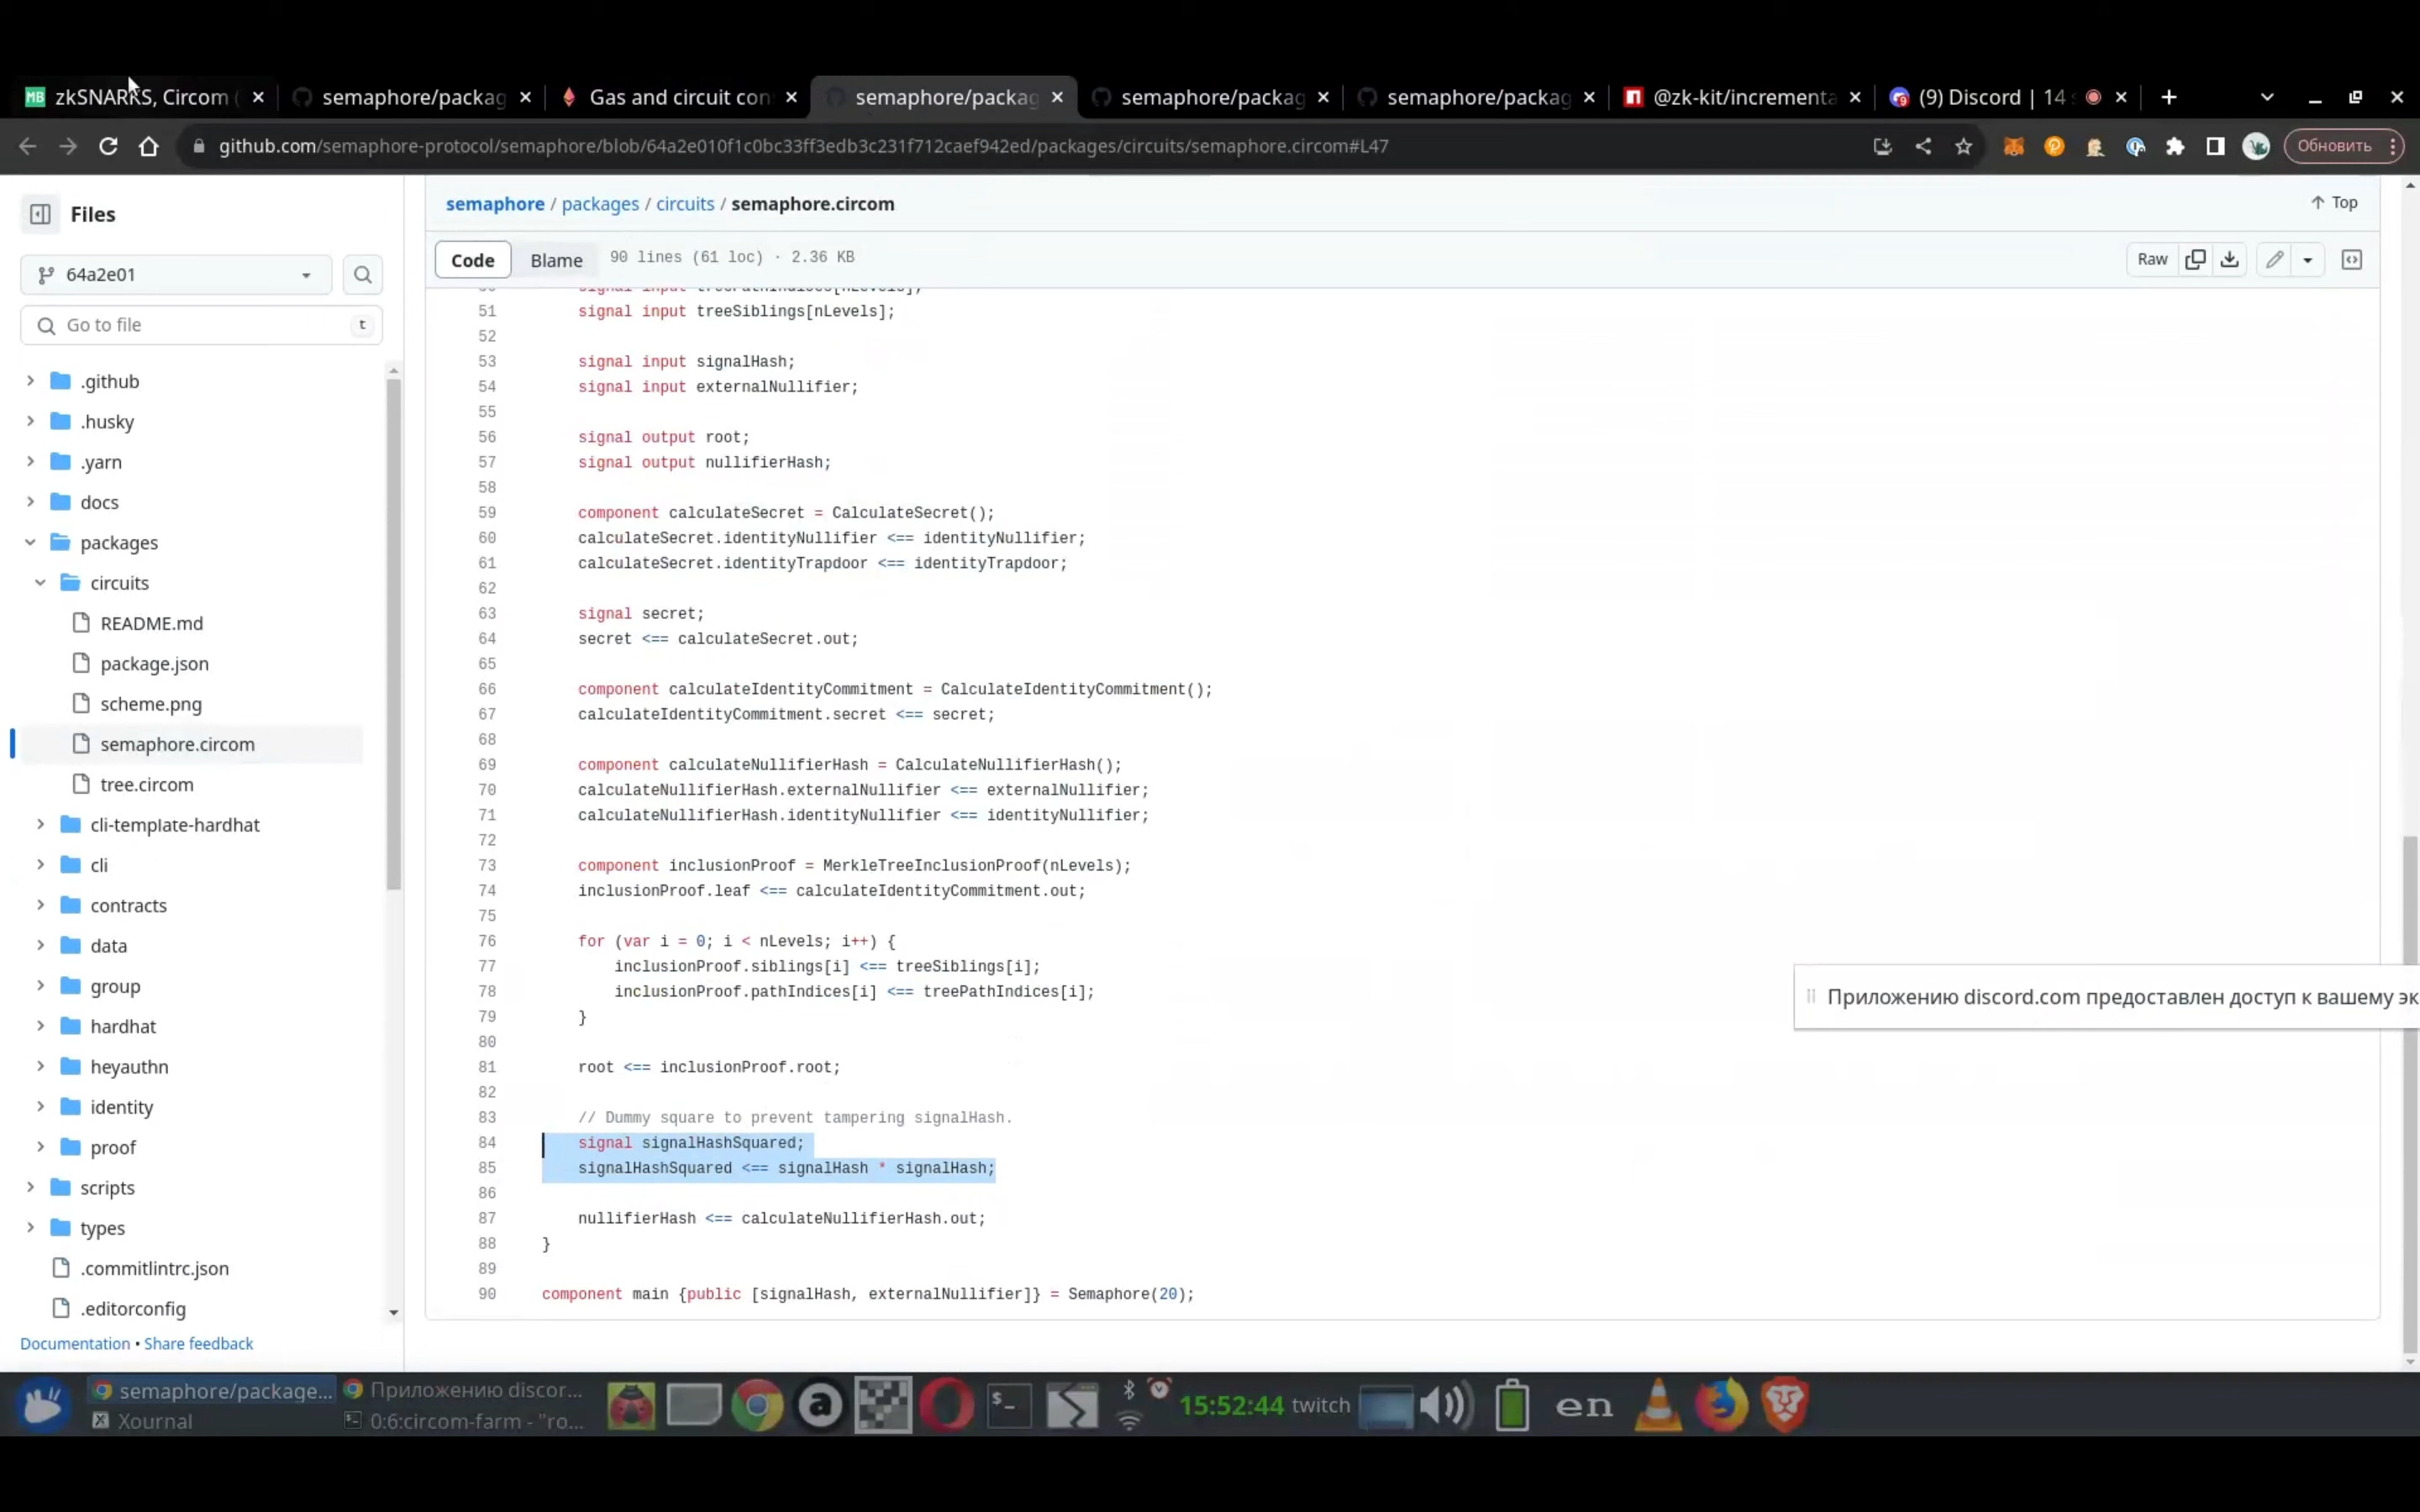 zkSNARKS, Circom (
semaphore/packag
Gas and circuit con
semaphore/packag
semaphore/packag
semaphore/packag
@zk-kit/incrementa
(9) Discord | 14
github.com/semaphore-protocol/semaphore/blob/64a2e010f1c0bc33ff3edb3c231f712caef942ed/packages/circuits/semaphore.circom#L47
Обновить
Files
semaphore / packages / circuits / semaphore.circom
Top
64a2e01
Code
Blame
90 lines (61 loc) · 2.36 KB
Raw
Go to file
t
.github
.husky
.yarn
docs
packages
circuits
README.md
package.json
scheme.png
semaphore.circom
tree.circom
cli-template-hardhat
cli
contracts
data
group
hardhat
heyauthn
identity
proof
scripts
types
.commitlintrc.json
.editorconfig
Documentation • Share feedback
50 signal input treePathIndices[nLevels];
51 signal input treeSiblings[nLevels];
52
53 signal input signalHash;
54 signal input externalNullifier;
55
56 signal output root;
57 signal output nullifierHash;
58
59 component calculateSecret = CalculateSecret();
60 calculateSecret.identityNullifier <== identityNullifier;
61 calculateSecret.identityTrapdoor <== identityTrapdoor;
62
63 signal secret;
64 secret <== calculateSecret.out;
65
66 component calculateIdentityCommitment = CalculateIdentityCommitment();
67 calculateIdentityCommitment.secret <== secret;
68
69 component calculateNullifierHash = CalculateNullifierHash();
70 calculateNullifierHash.externalNullifier <== externalNullifier;
71 calculateNullifierHash.identityNullifier <== identityNullifier;
72
73 component inclusionProof = MerkleTreeInclusionProof(nLevels);
74 inclusionProof.leaf <== calculateIdentityCommitment.out;
75
76 for (var i = 0; i < nLevels; i++) {
77 inclusionProof.siblings[i] <== treeSiblings[i];
78 inclusionProof.pathIndices[i] <== treePathIndices[i];
79 }
80
81 root <== inclusionProof.root;
82
83 // Dummy square to prevent tampering signalHash.
84 signal signalHashSquared;
85 signalHashSquared <== signalHash * signalHash;
86
87 nullifierHash <== calculateNullifierHash.out;
88 }
89
90 component main {public [signalHash, externalNullifier]} = Semaphore(20);
Приложению discord.com предоставлен доступ к вашему эк
semaphore/package...
Приложению discor...
Xournal
0:6:circom-farm - "ro...
15:52:44
twitch
en